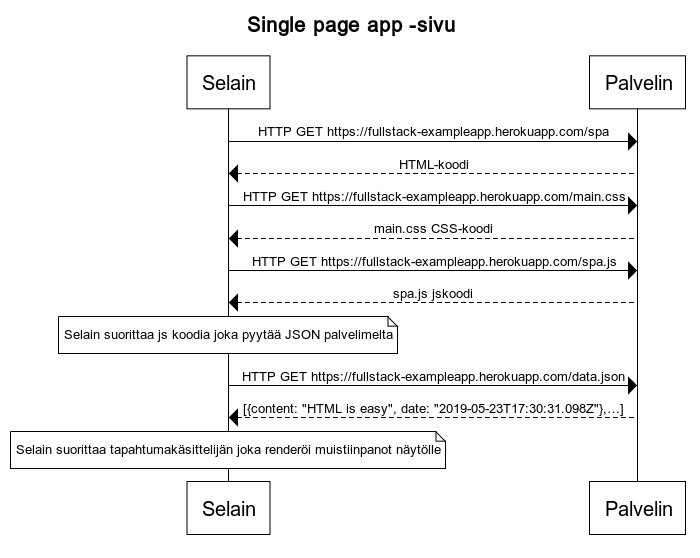 Single page app -sivu
Selain
Palvelin
HTTP GET https://fullstack-exampleapp.herokuapp.com/spa
HTML-koodi
HTTP GET https://fullstack-exampleapp.herokuapp.com/main.css
main.css CSS-koodi
HTTP GET https://fullstack-exampleapp.herokuapp.com/spa.js
spa.js jskoodi
Selain suorittaa js koodia joka pyytää JSON palvelimelta
HTTP GET https://fullstack-exampleapp.herokuapp.com/data.json
[{content: "HTML is easy", date: "2019-05-23T17:30:31.098Z"},...]
Selain suorittaa tapahtumakäsittelijän joka renderöi muistiinpanot näytölle
Selain
Palvelin